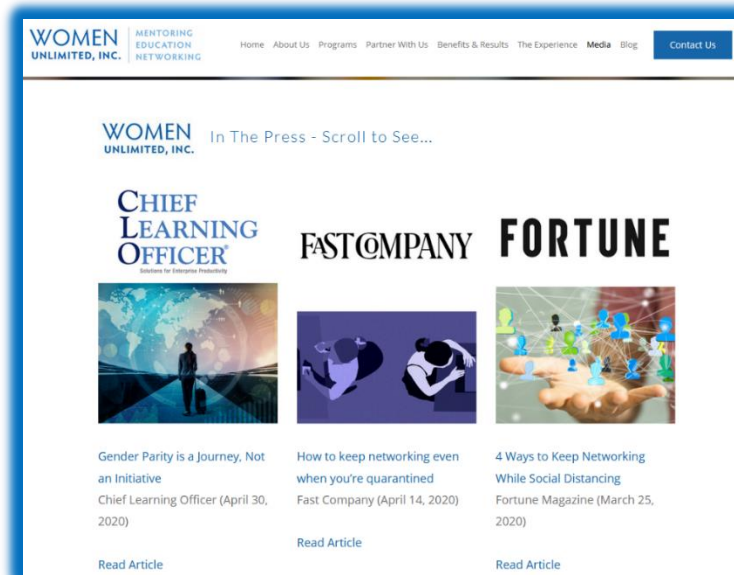 WOMEN
UNLIMITED, INC.
MENTORING
EDUCATION
NETWORKING
Home About Us Programs Partner With Us Benefits & Results The Experience Media Blog Contact Us
WOMEN
UNLIMITED, INC.
In The Press - Scroll to See...
CHIEF
LEARNING
OFFICER®
Solutions for Enterprise Productivity
FAST COMPANY
FORTUNE
Gender Parity is a Journey, Not
an Initiative
Chief Learning Officer (April 30,
2020)
Read Article
How to keep networking even
when you're quarantined
Fast Company (April 14, 2020)
Read Article
4 Ways to Keep Networking
While Social Distancing
Fortune Magazine (March 25,
2020)
Read Article